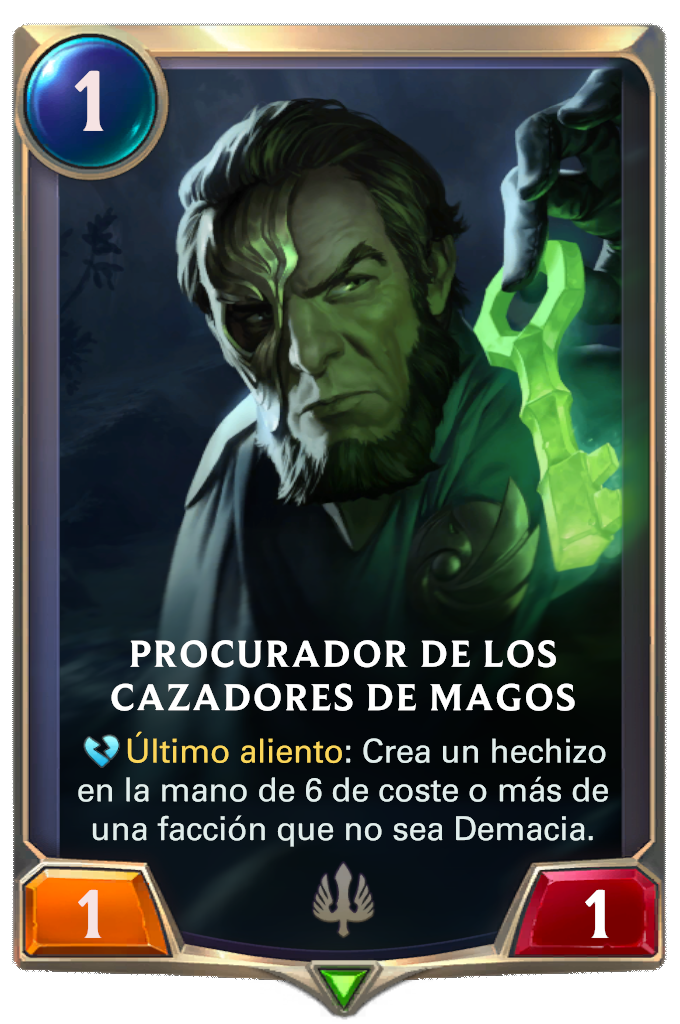 1
PROCURADOR DE LOS
CAZADORES DE MAGOS
Último aliento: Crea un hechizo
en la mano de 6 de coste o más de
una facción que no sea Demacia.
1
1